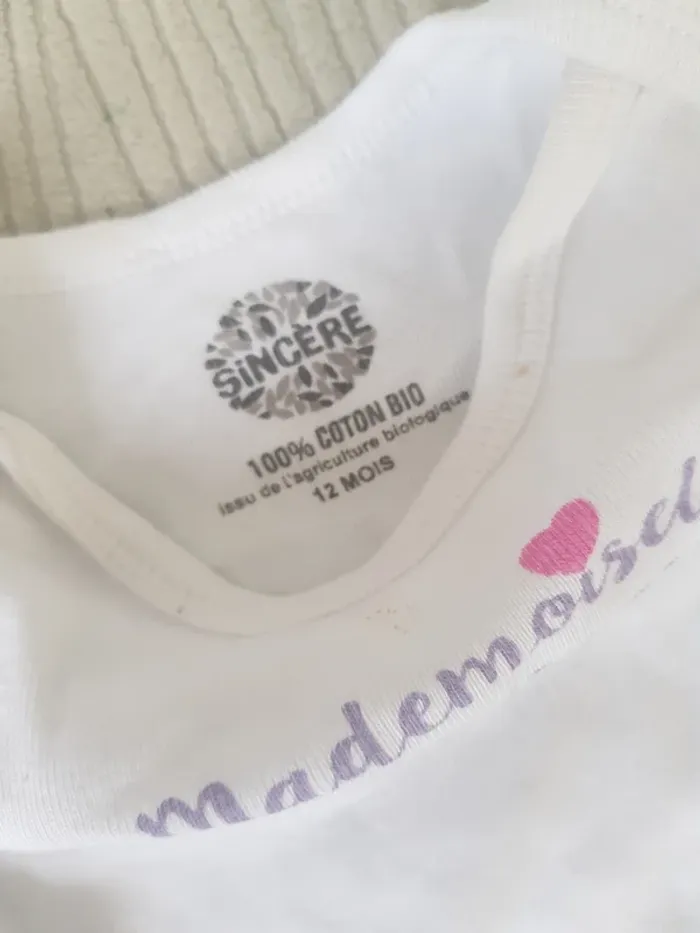 SiNCÈRE
100% COTON BIO
issu de l'agriculture biologique
12 MOIS
mademoisel